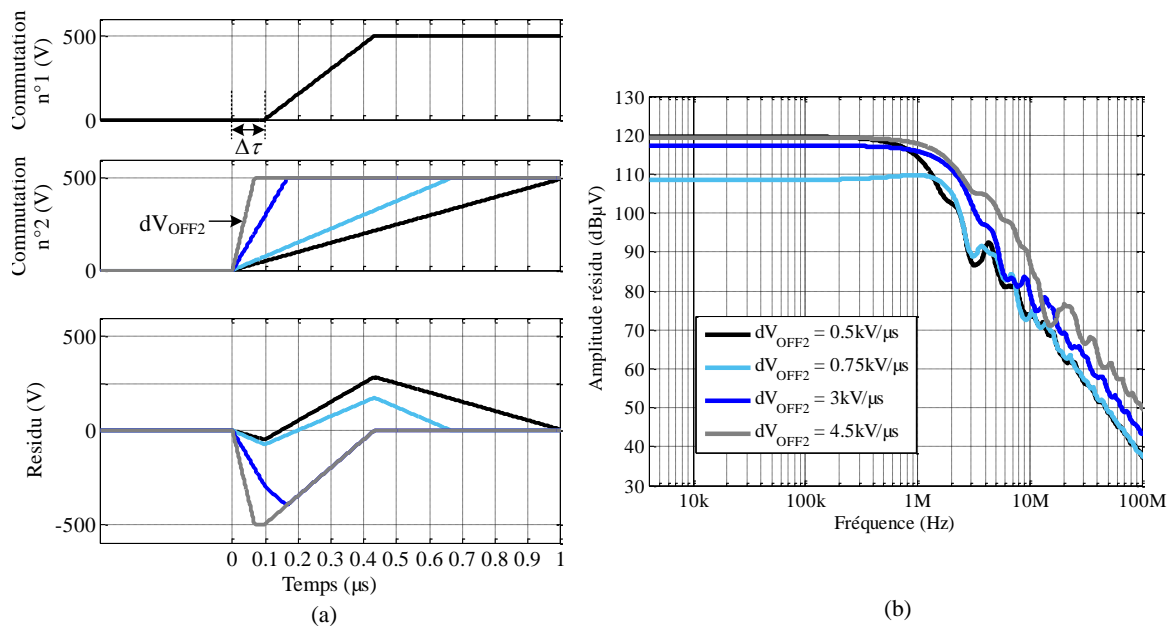 Commutation
n°1 (V)
500
0
Δτ
Commutation
n°2 (V)
500
0
dV_OFF2
Residu (V)
500
0
-500
0 0.1 0.2 0.3 0.4 0.5 0.6 0.7 0.8 0.9 1
Temps (µs)
(a)
Amplitude résidu (dBµV)
130
120
110
100
90
80
70
60
50
40
30
dV_OFF2 = 0.5kV/µs
dV_OFF2 = 0.75kV/µs
dV_OFF2 = 3kV/µs
dV_OFF2 = 4.5kV/µs
10k 100k 1M 10M 100M
Fréquence (Hz)
(b)